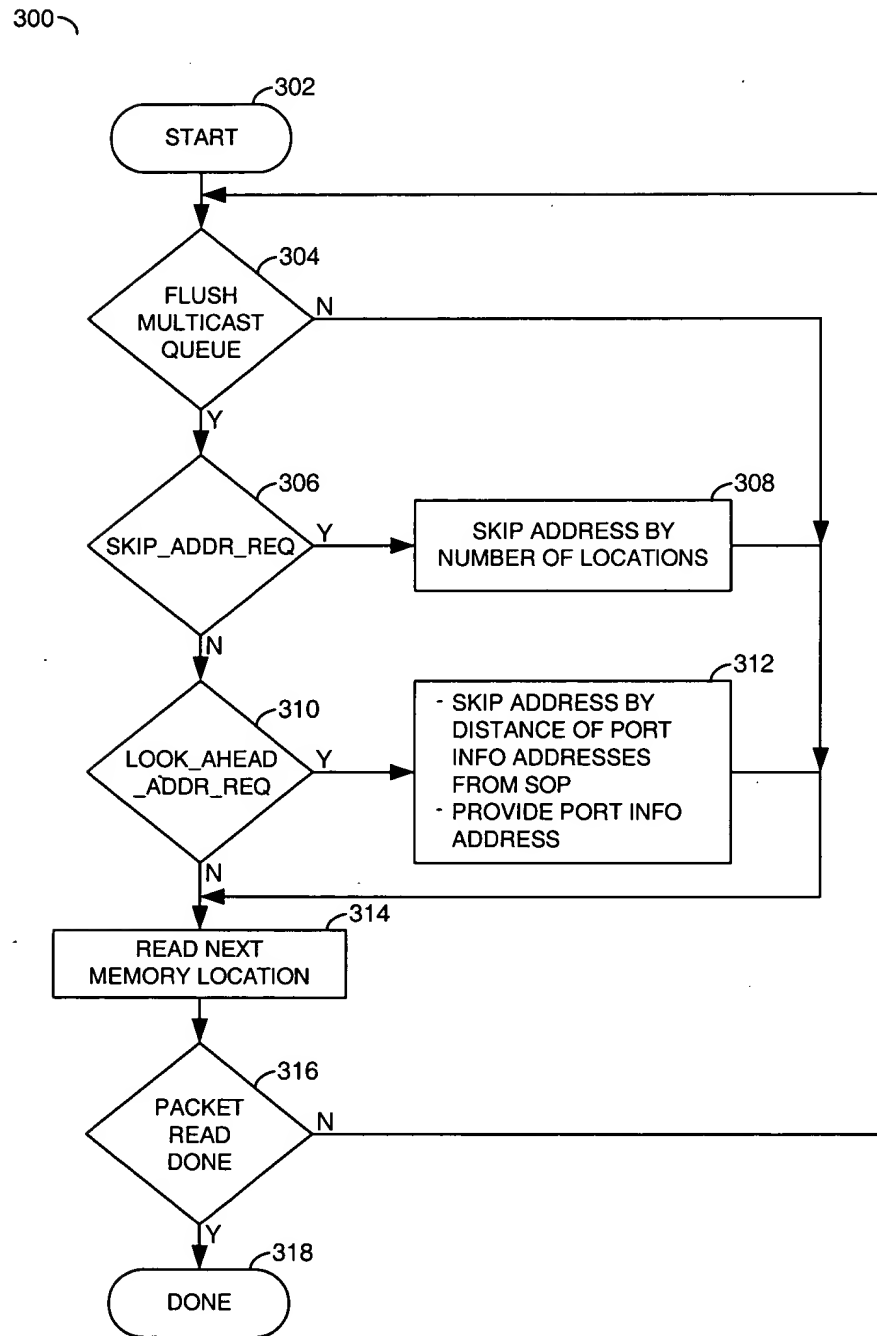 300
302
START
304
FLUSH
MULTICAST
QUEUE
N
Y
306
SKIP_ADDR_REQ
Y
308
SKIP ADDRESS BY
NUMBER OF LOCATIONS
N
310
LOOK_AHEAD
_ADDR_REQ
Y
312
- SKIP ADDRESS BY
DISTANCE OF PORT
INFO ADDRESSES
FROM SOP
- PROVIDE PORT INFO
ADDRESS
N
314
READ NEXT
MEMORY LOCATION
316
PACKET
READ
DONE
N
Y
318
DONE